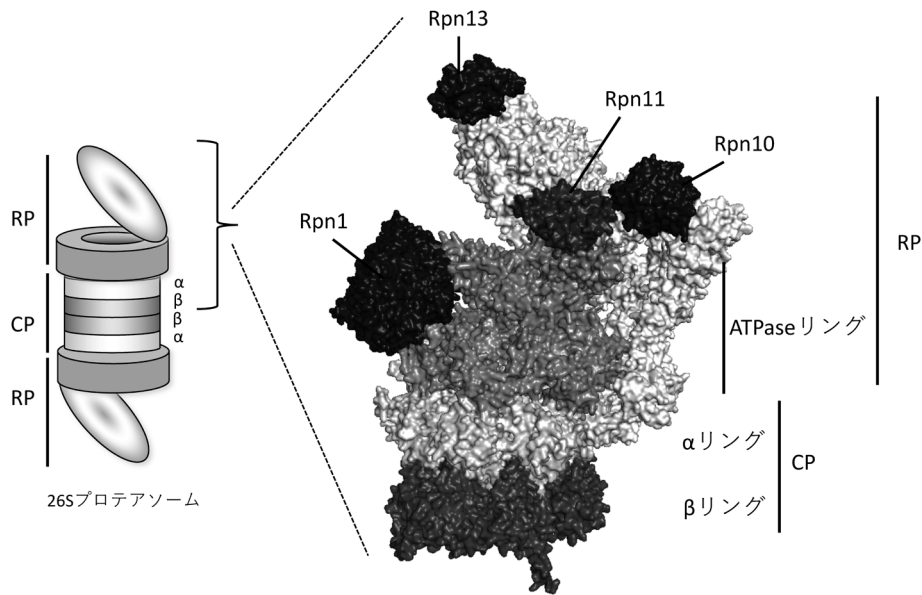 RP
CP
RP
α
β
β
α
26Sプロテアソーム
Rpn13
Rpn11
Rpn10
Rpn1
RP
ATPaseリング
αリング
CP
βリング